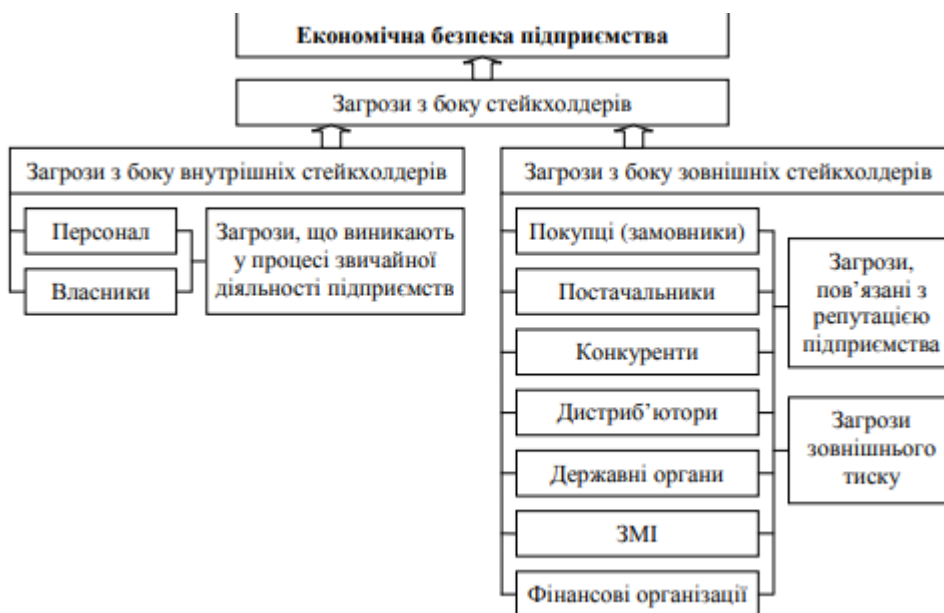 Економічна безпека підприємства
Загрози з боку стейкхолдерів
Загрози з боку внутрішніх стейкхолдерів
Персонал
Власники
Загрози, що виникають
у процесі звичайної
діяльності підприємств
Загрози з боку зовнішніх стейкхолдерів
Покупці (замовники)
Постачальники
Конкуренти
Дистриб’ютори
Державні органи
ЗМІ
Фінансові організації
Загрози,
пов’язані з
репутацією
підприємства
Загрози
зовнішнього
тиску